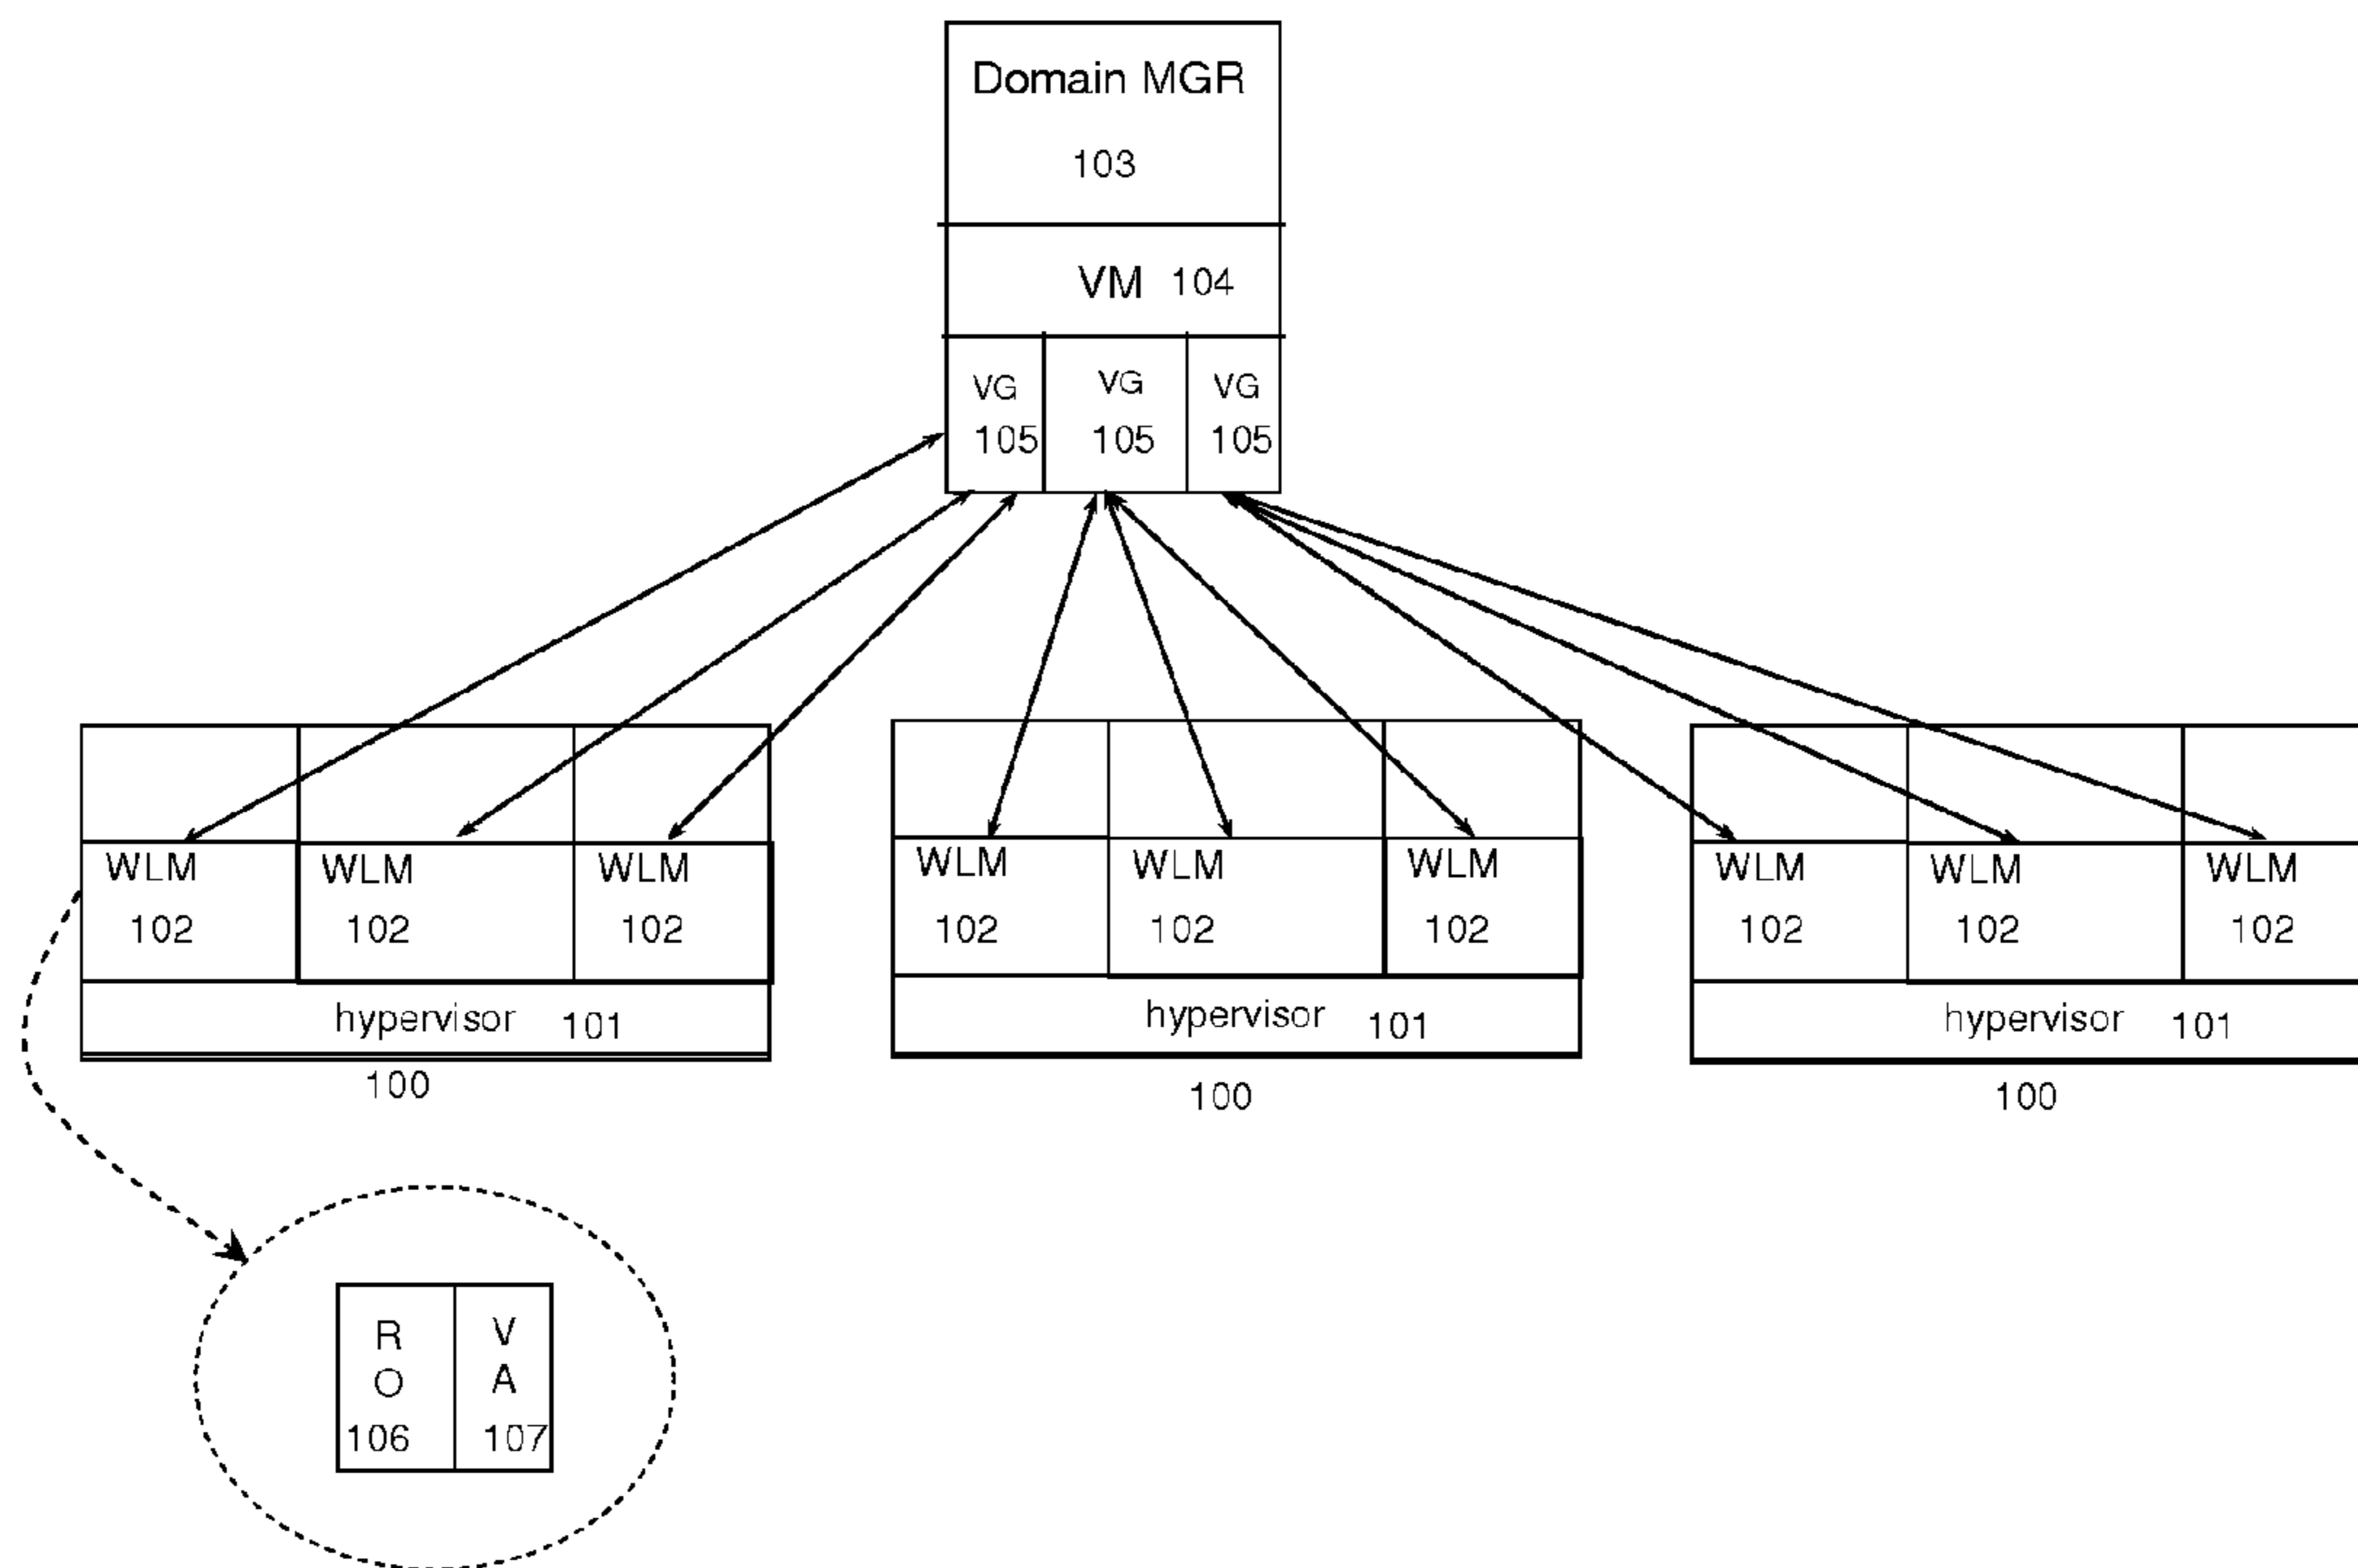 Domain MGR
103
VM 104
VG VG VG
105 105 105
WLM WLM WLM WLM WLM WLM WLM WLM WLM
102 102 102 102 102 102 102 102 102
hypervisor 101 hypervisor 101 hypervisor 101
100 100 100
R V
O A
106 107